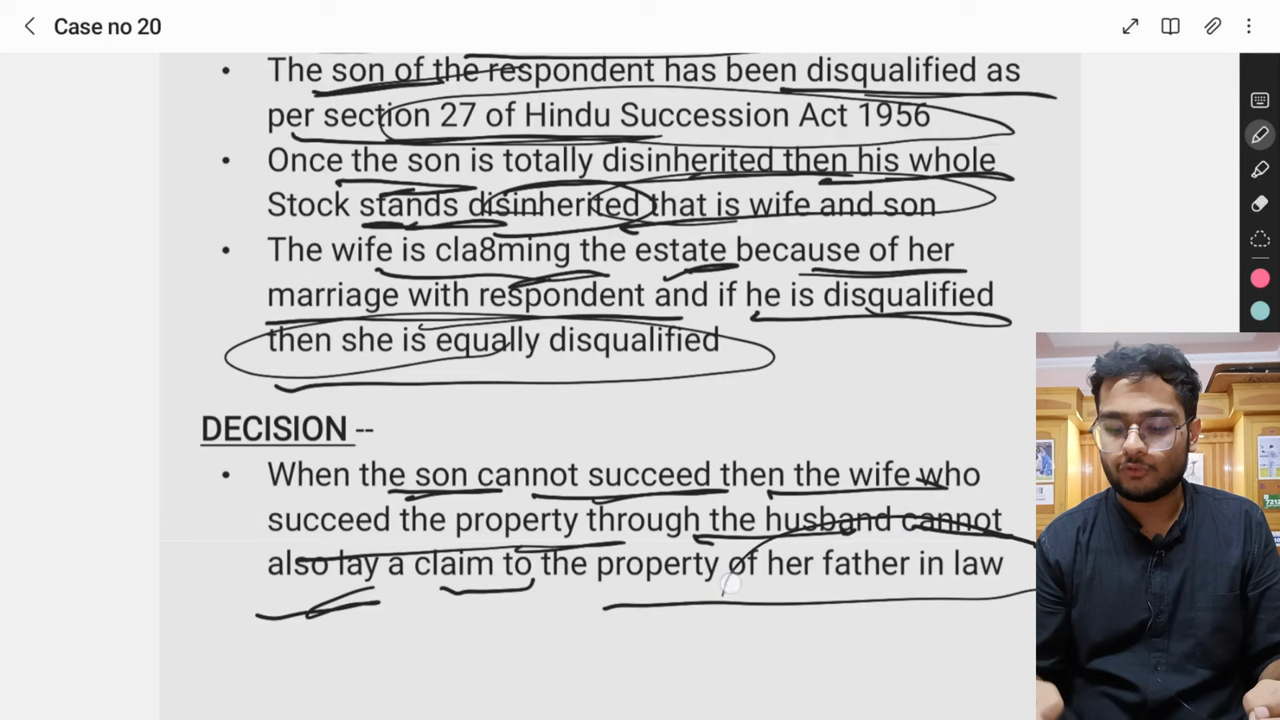 Case no 20
• The son of the respondent has been disqualified as
per section 27 of Hindu Succession Act 1956
• Once the son is totally disinherited then his whole
Stock stands disinherited that is wife and son
• The wife is cla8ming the estate because of her
marriage with respondent and if he is disqualified
then she is equally disqualified
DECISION --
• When the son cannot succeed then the wife who
succeed the property through the husband cannot
also lay a claim to the property of her father in law